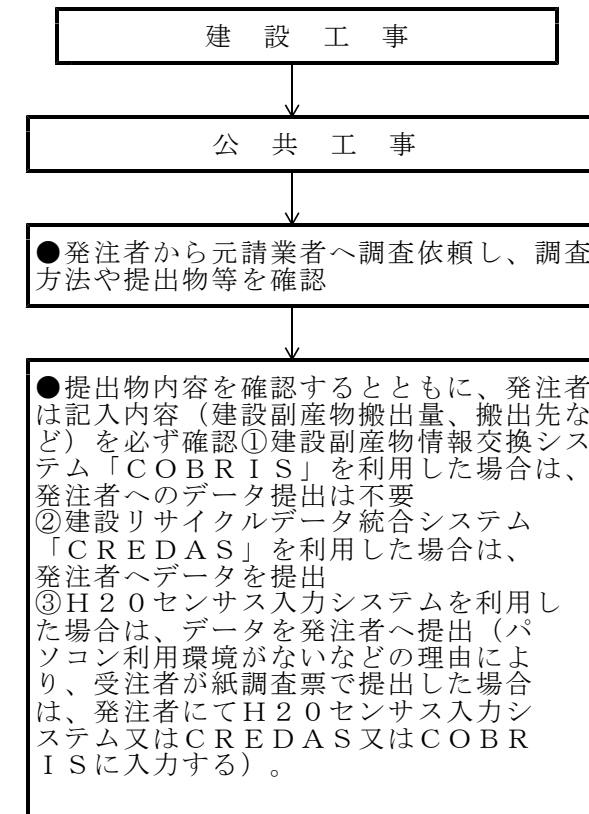 建 設 工 事
公 共 工 事
●発注者から元請業者へ調査依頼し、調査
方法や提出物等を確認
●提出物内容を確認するとともに、発注者
は記入内容（建設副産物搬出量、搬出先な
ど）を必ず確認①建設副産物情報交換シス
テム「ＣＯＢＲＩＳ」を利用した場合は、
発注者へのデータ提出は不要
②建設リサイクルデータ統合システム
「ＣＲＥＤＡＳ」を利用した場合は、
発注者へデータを提出
③Ｈ２０センサス入力システムを利用し
た場合は、データを発注者へ提出（パ
ソコン利用環境がないなどの理由によ
り、受注者が紙調査票で提出した場合
は、発注者にてＨ２０センサス入力シ
ステム又はＣＲＥＤＡＳ又はＣＯＢＲ
ＩＳに入力する）。